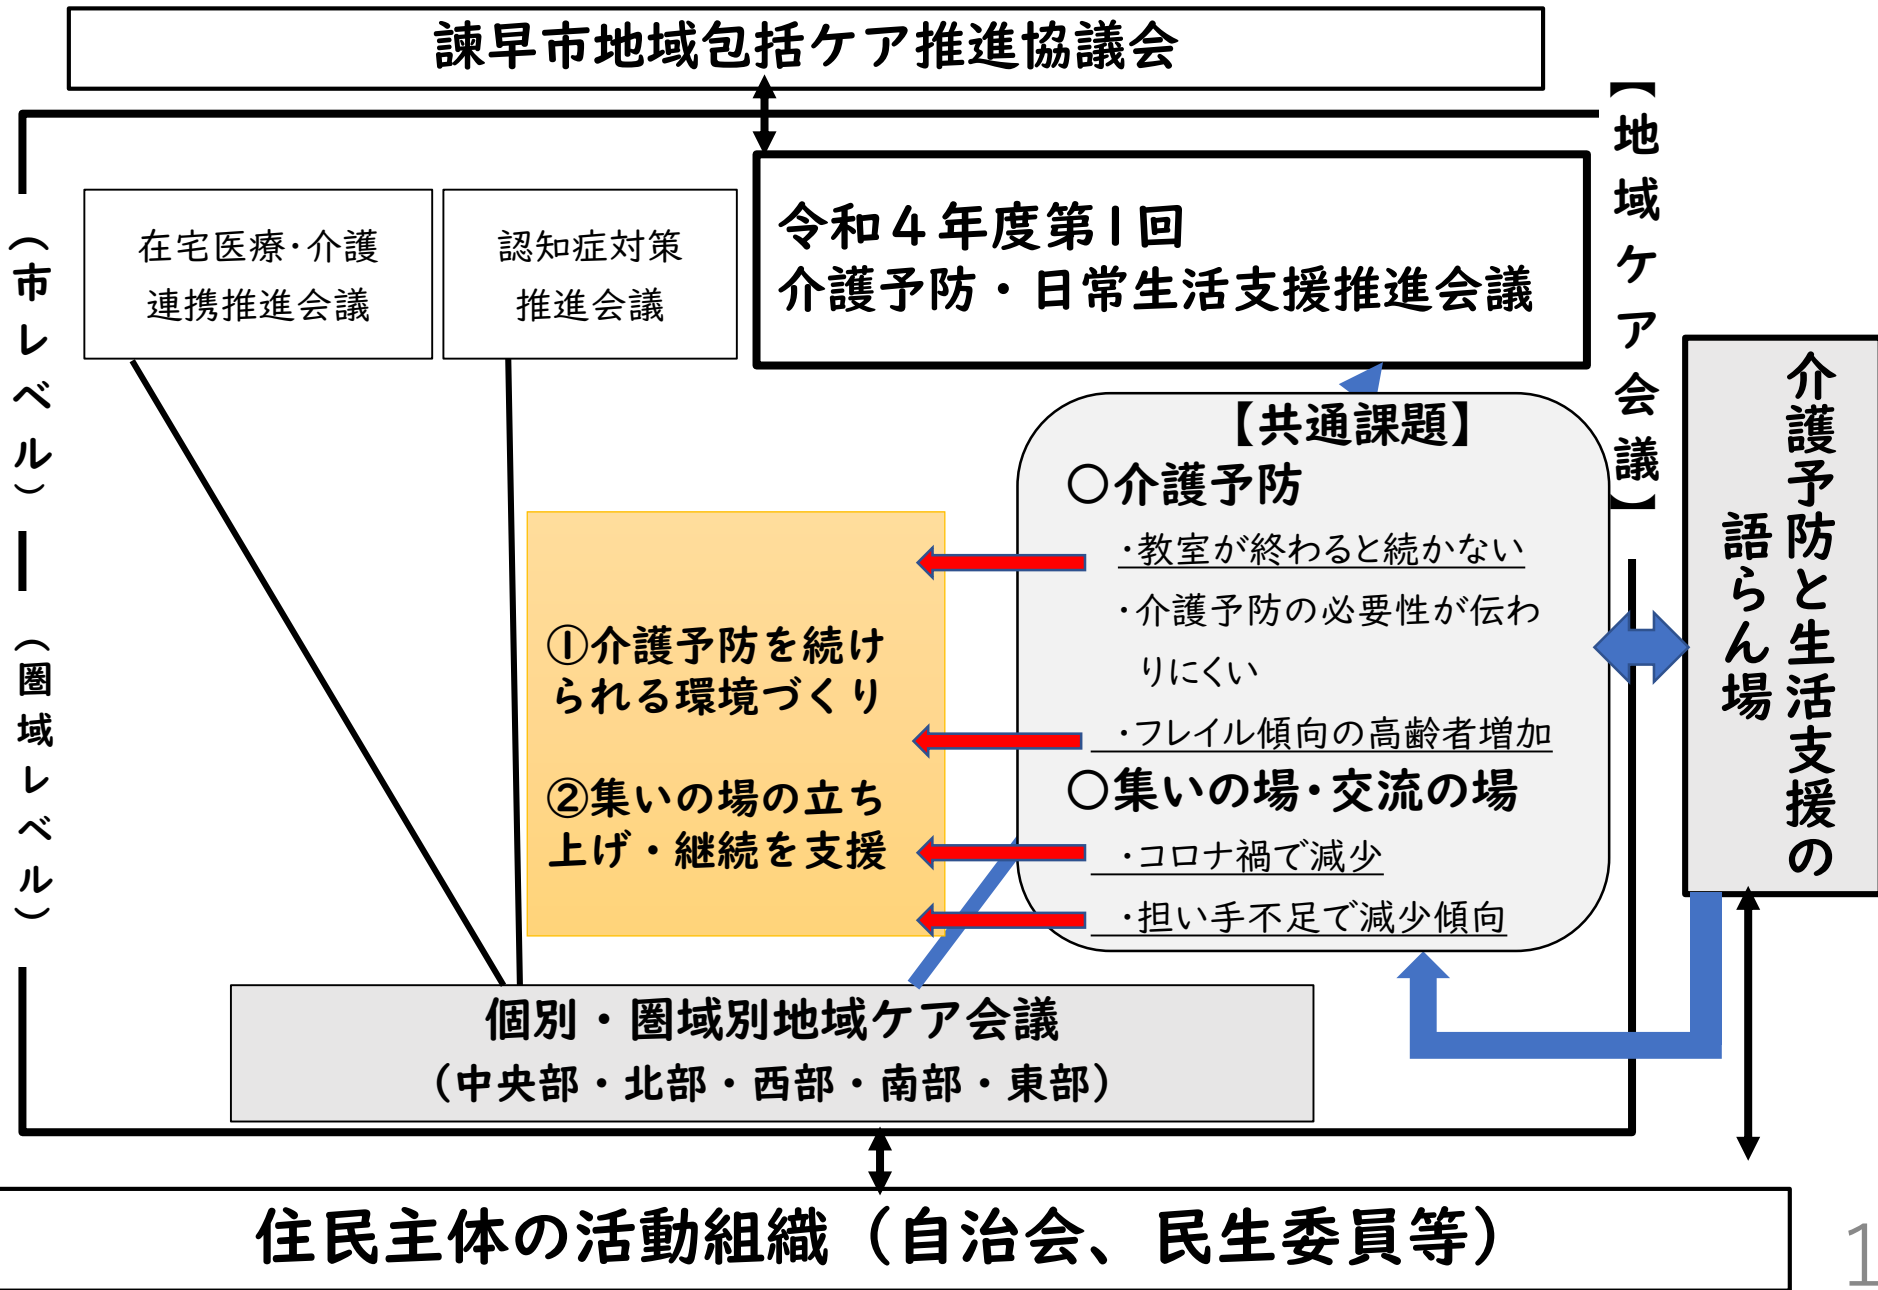 諫早市地域包括ケア推進協議会
【地域ケア会議】
(市レベル)
(圏域レベル)
在宅医療・介護
連携推進会議
認知症対策
推進会議
令和4年度第1回
介護予防・日常生活支援推進会議
【共通課題】
○介護予防
・教室が終わると続かない
・介護予防の必要性が伝わ
りにくい
・フレイル傾向の高齢者増加
○集いの場・交流の場
・コロナ禍で減少
・担い手不足で減少傾向
①介護予防を続け
られる環境づくり
②集いの場の立ち
上げ・継続を支援
介護予防と生活支援の
語らん場
個別・圏域別地域ケア会議
(中央部・北部・西部・南部・東部)
住民主体の活動組織(自治会、民生委員等)
1